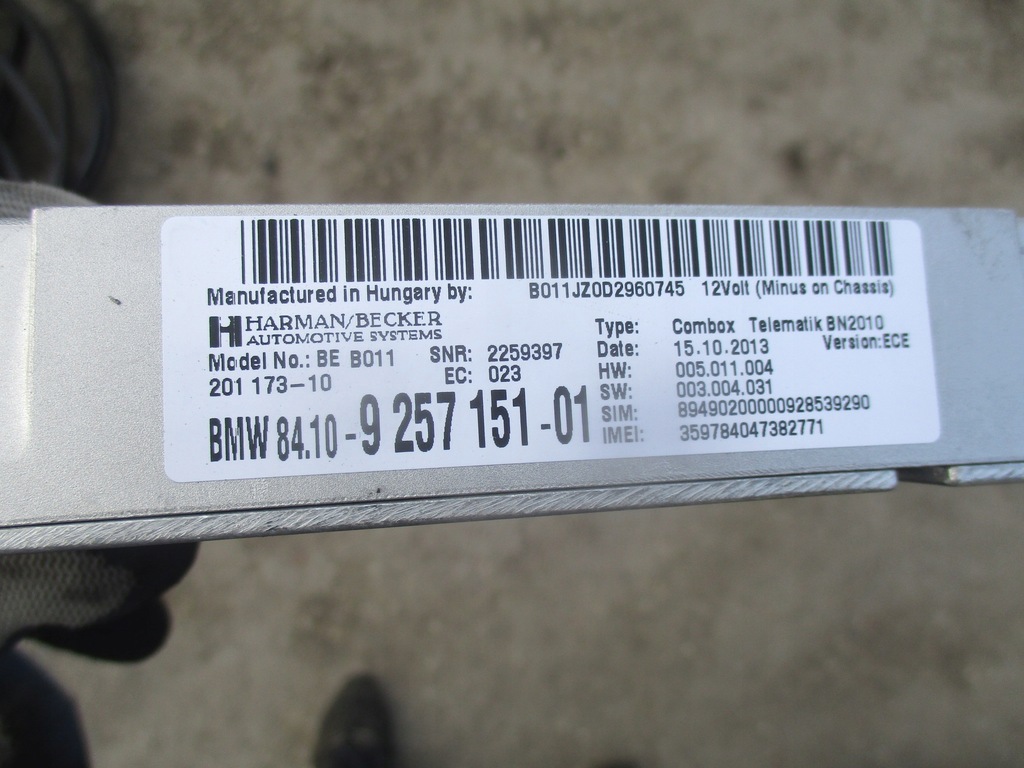 Manufactured in Hungary by: B011JZ0D2960745 12Volt (Minus on Chassis)
HARMAN/BECKER
AUTOMOTIVE SYSTEMS
Model No.: BE B011 SNR: 2259397
201 173-10 EC: 023
BMW 84.10-9 257 151-01
Type: Combox Telematik BN2010
Date: 15.10.2013 Version:ECE
HW: 005.011.004
SW: 003.004.031
SIM: 89490200000928539290
IMEI: 359784047382771